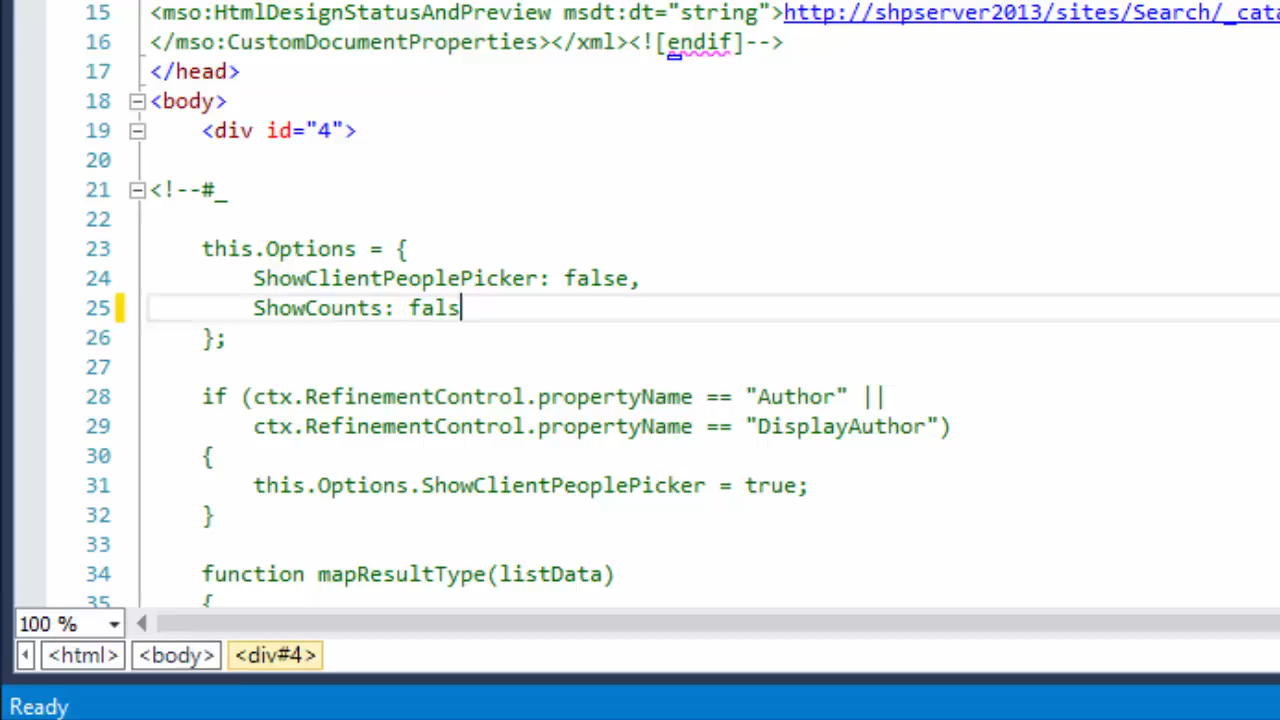 15 <mso:HtmlDesignStatusAndPreview msdt:dt="string">http://shpserver2013/sites/Search/_cata
16 </mso:CustomDocumentProperties></xml><![endif]-->
17 </head>
18 <body>
19 <div id="4">
20
21 <!--#_
22
23 this.Options = {
24 ShowClientPeoplePicker: false,
25 ShowCounts: fals
26 };
27
28 if (ctx.RefinementControl.propertyName == "Author" ||
29 ctx.RefinementControl.propertyName == "DisplayAuthor")
30 {
31 this.Options.ShowClientPeoplePicker = true;
32 }
33
34 function mapResultType(listData)
35 {
100 %
<html> <body> <div#4>
Ready